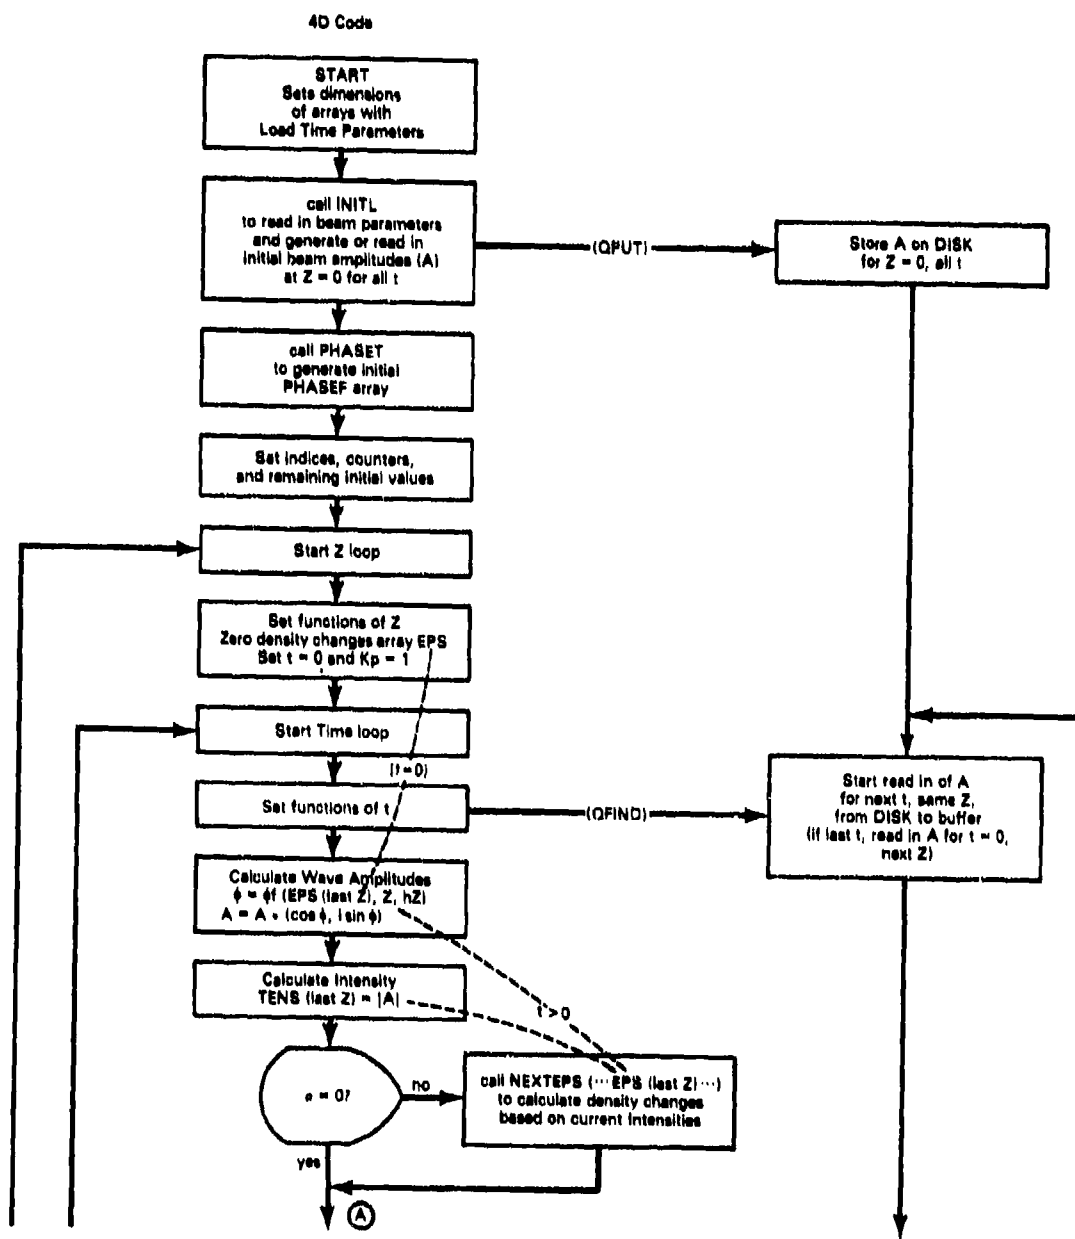 4D Code
START
Sets dimensions
of arrays with
Load Time Parameters
call INITL
to read in beam parameters
and generate or read in
initial beam amplitudes (A)
at Z = 0 for all t
(QPUT)
Store A on DISK
for Z = 0, all t
call PHASET
to generate initial
PHASEF array
Set indices, counters,
and remaining initial values
Start Z loop
Set functions of Z
Zero density changes array EPS
Set t = 0 and Kp = 1
Start Time loop
(t = 0)
Set functions of t
(QFIND)
Start read in of A
for next t, same Z,
from DISK to buffer
(if last t, read in A for t = 0,
next Z)
Calculate Wave Amplitudes
ϕ = ϕf (EPS (last Z), Z, hZ)
A = A * (cos ϕ, i sin ϕ)
Calculate Intensity
TENS (last Z) = |A|
t > 0
= 0?
no
call NEXTEPS (···EPS (last Z)···)
to calculate density changes
based on current intensities
yes
A